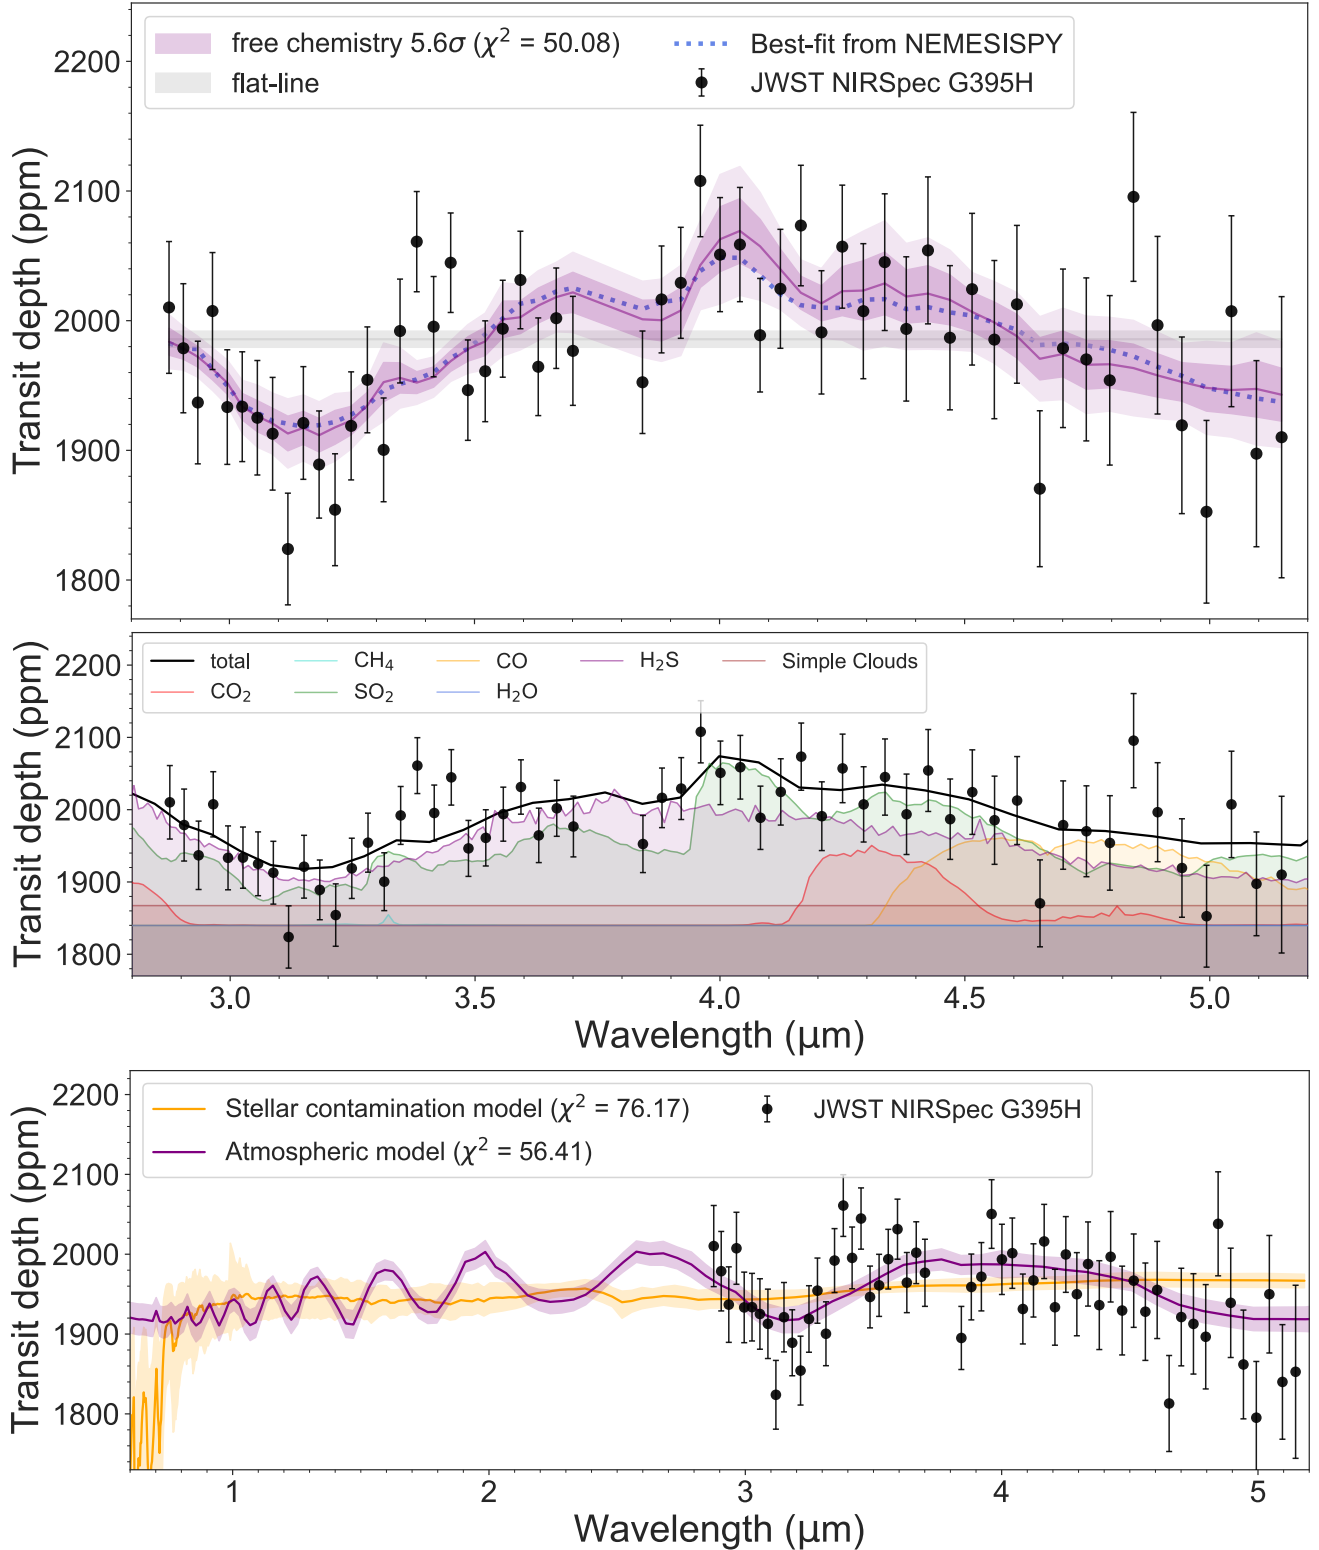 free chemistry 5.6σ (χ² = 50.08)
flat-line
Best-fit from NEMESISPY
JWST NIRSpec G395H
Transit depth (ppm)
2200
2100
2000
1900
1800
total
CO₂
CH₄
SO₂
CO
H₂O
H₂S
Simple Clouds
Transit depth (ppm)
2200
2100
2000
1900
1800
3.0 3.5 4.0 4.5 5.0
Wavelength (μm)
Stellar contamination model (χ² = 76.17)
Atmospheric model (χ² = 56.41)
JWST NIRSpec G395H
Transit depth (ppm)
2200
2100
2000
1900
1800
1 2 3 4 5
Wavelength (μm)